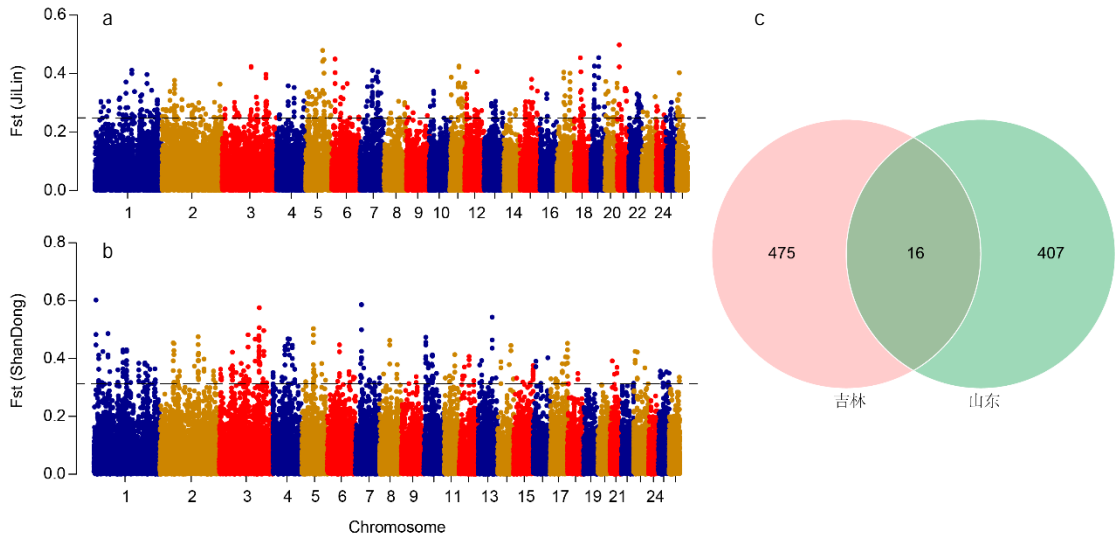 a
Fst (JiLin)
0.6
0.4
0.2
0.0
1 2 3 4 5 6 7 8 9 10 12 14 16 18 20 22 24
b
Fst (ShanDong)
0.8
0.6
0.4
0.2
0.0
1 2 3 4 5 6 7 8 9 11 13 15 17 19 21 24
Chromosome
c
475 16 407
吉林 山东